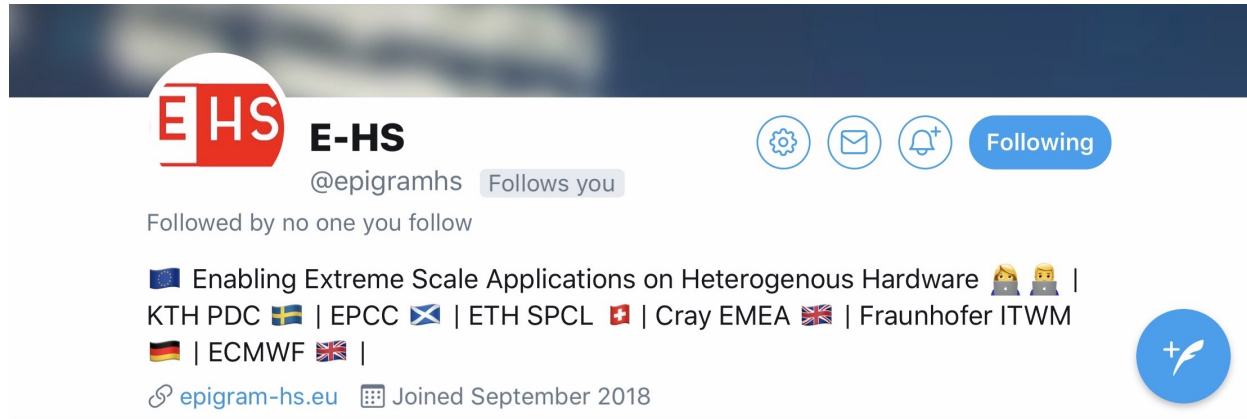 E HS
E-HS
@epigramhs Follows you
Following
Followed by no one you follow
🇪🇺 Enabling Extreme Scale Applications on Heterogenous Hardware 👩‍💻 👨‍💻 |
KTH PDC 🇸🇪 | EPCC 🏴󠁧󠁢󠁳󠁣󠁴󠁿 | ETH SPCL 🇨🇭 | Cray EMEA 🇬🇧 | Fraunhofer ITWM
🇩🇪 | ECMWF 🇬🇧 |
epigram-hs.eu Joined September 2018